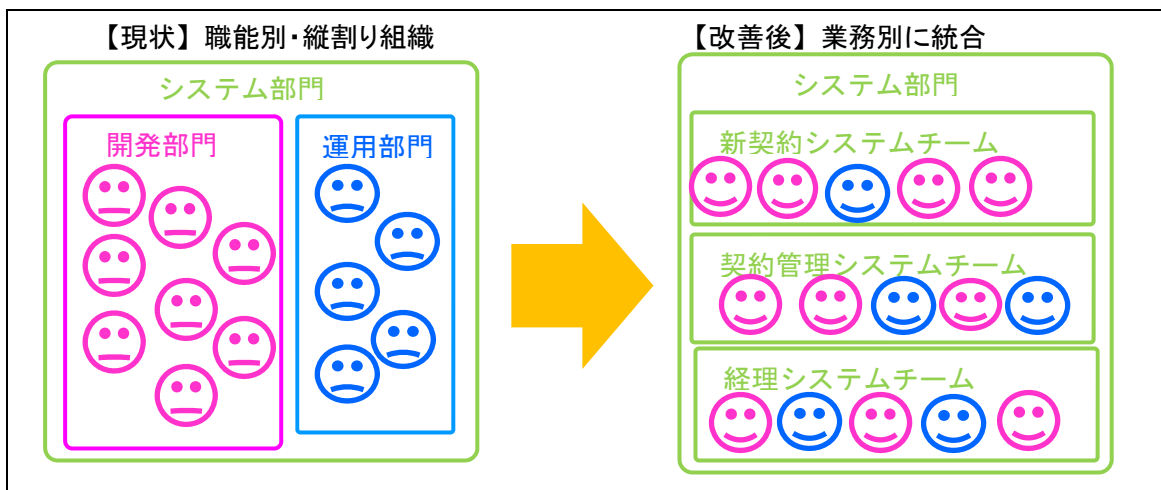 【現状】職能別・縦割り組織
システム部門
開発部門
運用部門
【改善後】業務別に統合
システム部門
新契約システムチーム
契約管理システムチーム
経理システムチーム